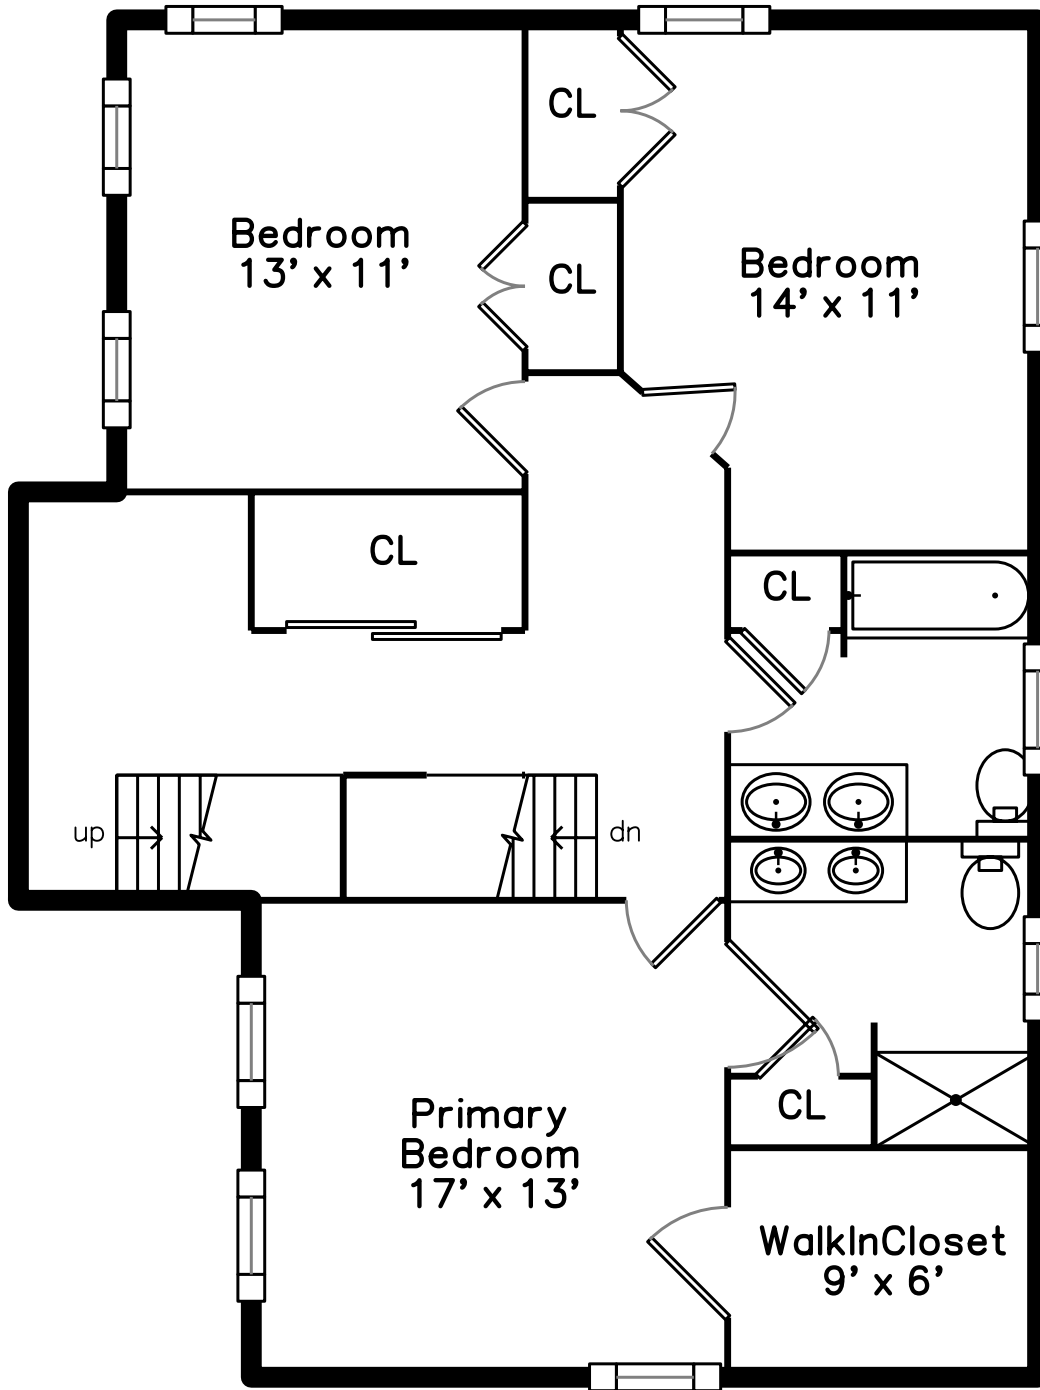 CL
Bedroom
13' x 11'
CL
Bedroom
14' x 11'
CL
CL
up
dn
CL
Primary
Bedroom
17' x 13'
WalkInCloset
9' x 6'